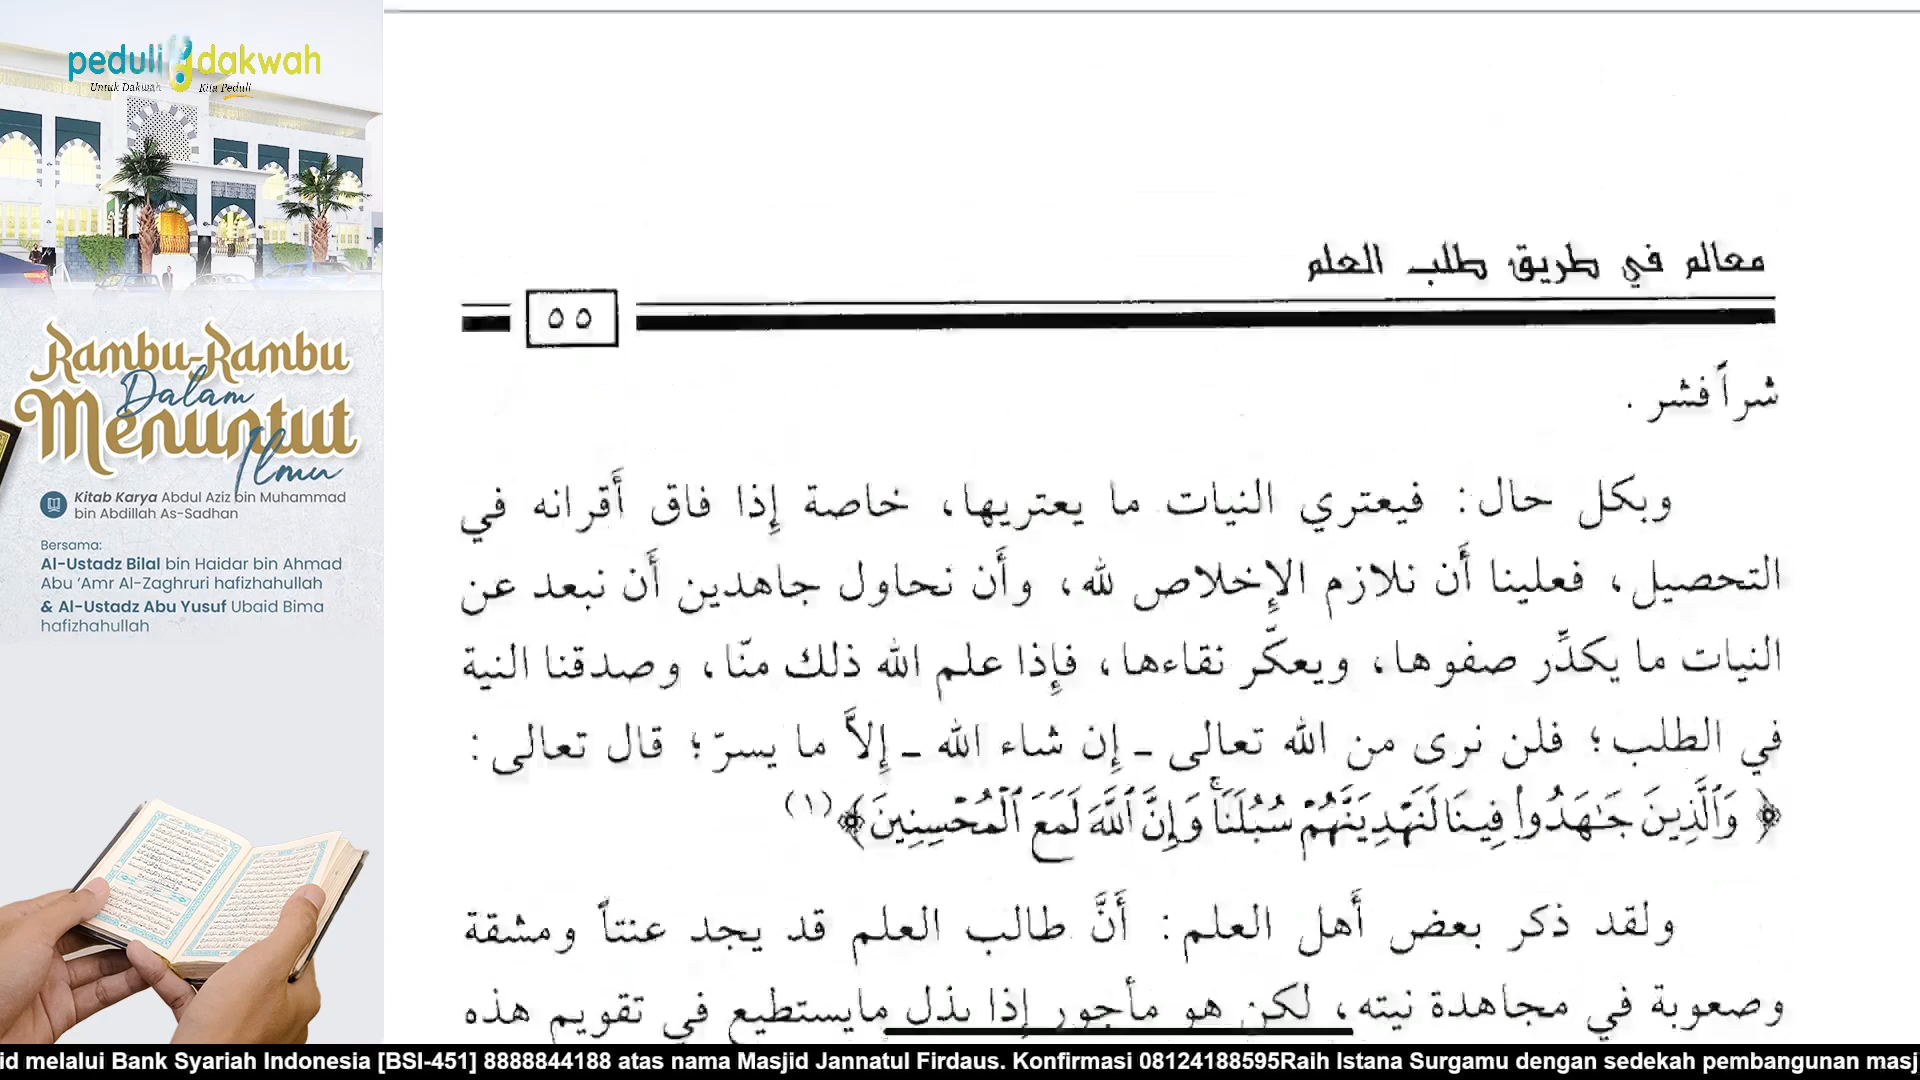 peduli dakwah
Untuk Dakwah Kita Peduli
Rambu-Rambu
Dalam
Menuntut
Ilmu
Kitab Karya Abdul Aziz bin Muhammad
bin Abdillah As-Sadhan
Bersama:
Al-Ustadz Bilal bin Haidar bin Ahmad
Abu ‘Amr Al-Zaghruri hafizhahullah
& Al-Ustadz Abu Yusuf Ubaid Bima
hafizhahullah
معالم في طريق طلب العلم
٥٥
شراً فشر .
وبكل حال: فيعتري النيات ما يعتريها، خاصة إذا فاق أقرانه في
التحصيل، فعلينا أن نلازم الإخلاص لله، وأن نحاول جاهدين أن نبعد عن
النيات ما يكدِّر صفوها، ويعكّر نقاءها، فإذا علم الله ذلك منّا، وصدقنا النية
في الطلب؛ فلن نرى من الله تعالى ـ إن شاء الله ـ إلاَّ ما يسرّ؛ قال تعالى:
﴿وَٱلَّذِينَ جَٰهَدُوا۟ فِينَا لَنَهْدِيَنَّهُمْ سُبُلَنَا ۚ وَإِنَّ ٱللَّهَ لَمَعَ ٱلْمُحْسِنِينَ﴾(١)
ولقد ذكر بعض أهل العلم: أنَّ طالب العلم قد يجد عنتاً ومشقة
وصعوبة في مجاهدة نيته، لكن هو مأجور إذا بذل مايستطيع في تقويم هذه
id melalui Bank Syariah Indonesia [BSI-451] 8888844188 atas nama Masjid Jannatul Firdaus. Konfirmasi 08124188595Raih Istana Surgamu dengan sedekah pembangunan masj